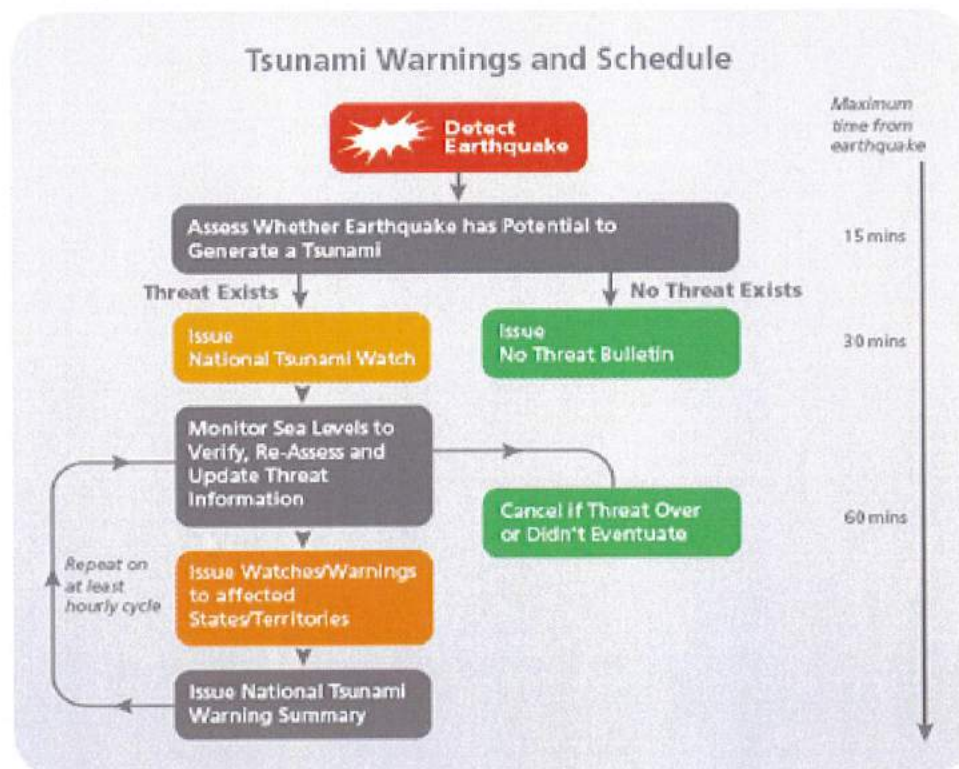 Tsunami Warnings and Schedule
Maximum
time from
earthquake
Detect
Earthquake
Assess Whether Earthquake has Potential to
Generate a Tsunami
15 mins
Threat Exists
No Threat Exists
Issue
National Tsunami Watch
Issue
No Threat Bulletin
30 mins
Monitor Sea Levels to
Verify, Re-Assess and
Update Threat
Information
Cancel if Threat Over
or Didn't Eventuate
60 mins
Repeat on
at least
hourly cycle
Issue Watches/Warnings
to affected
States/Territories
Issue National Tsunami
Warning Summary